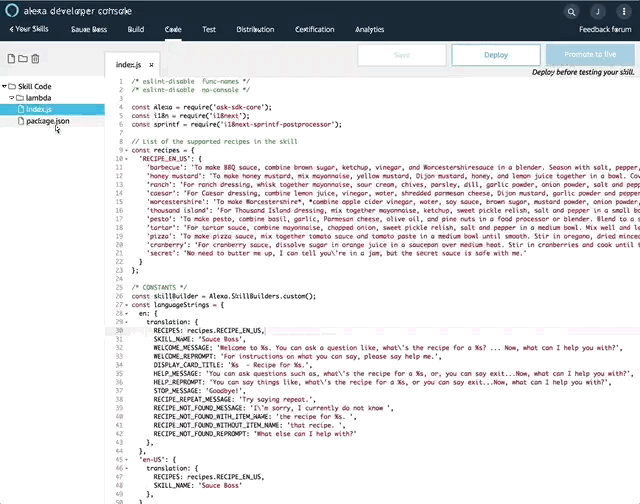 alexa developer console
J
< Your Skills Sauce Boss Build Code Test Distribution Certification Analytics Feedback forum
index.js ×
Save Deploy Promote to live
Deploy before testing your skill.
Skill Code
lambda
index.js
package.json
1 /* eslint-disable func-names */
2 /* eslint-disable no-console */
3
4 const Alexa = require('ask-sdk-core');
5 const i18n = require('i18next');
6 const sprintf = require('i18next-sprintf-postprocessor');
7
8 // List of the supported recipes in the skill
9 const recipes = {
10 'RECIPE_EN_US': {
11 'barbecue': 'To make BBQ sauce, combine brown sugar, ketchup, vinegar, and Worcestershiresauce in a blender. Season with salt, pepper,
12 'honey mustard': 'To make honey mustard, mix mayonnaise, yellow mustard, Dijon mustard, honey, and lemon juice together in a bowl.
13 'ranch': 'For ranch dressing, whisk together mayonnaise, sour cream, chives, parsley, dill, garlic powder, onion powder, salt and
14 'caesar': 'For Caesar dressing, combine lemon juice, vinegar, water, shredded parmesan cheese, Dijon mustard, garlic powder and
15 'worcestershire': 'To make Worcestershire*, *combine apple cider vinegar, water, soy sauce, brown sugar, mustard powder, onion powder,
16 'thousand island': 'For Thousand Island dressing, mix together mayonnaise, ketchup, sweet pickle relish, salt and pepper in a small
17 'pesto': 'To make pesto, combine basil, garlic, Parmesan cheese, olive oil, and pine nuts in a food processor or blender. Blend to a
18 'tartar': 'For tartar sauce, combine mayonnaise, chopped onion, sweet pickle relish, salt and pepper in a medium bowl. Mix well and
19 'pizza': 'To make pizza sauce, mix together tomato sauce and tomato paste in a medium bowl until smooth. Stir in oregano, dried
20 'cranberry': 'For cranberry sauce, dissolve sugar in orange juice in a saucepan over medium heat. Stir in cranberries and cook until
21 'secret': 'No need to butter me up, I can tell you\'re in a jam, but the secret sauce is safe with me.'
22 }
23 };
24
25 /* CONSTANTS */
26 const skillBuilder = Alexa.SkillBuilders.custom();
27 const languageStrings = {
28 en: {
29 translation: {
30 RECIPES: recipes.RECIPE_EN_US,
31 SKILL_NAME: 'Sauce Boss',
32 WELCOME_MESSAGE: 'Welcome to %s. You can ask a question like, what\'s the recipe for a %s? ... Now, what can I help you with?',
33 WELCOME_REPROMPT: 'For instructions on what you can say, please say help me.',
34 DISPLAY_CARD_TITLE: '%s - Recipe for %s.',
35 HELP_MESSAGE: 'You can ask questions such as, what\'s the recipe for a %s, or, you can say exit...Now, what can I help you with?',
36 HELP_REPROMPT: 'You can say things like, what\'s the recipe for a %s, or you can say exit...Now, what can I help you with?',
37 STOP_MESSAGE: 'Goodbye!',
38 RECIPE_REPEAT_MESSAGE: 'Try saying repeat.',
39 RECIPE_NOT_FOUND_MESSAGE: 'I\'m sorry, I currently do not know ',
40 RECIPE_NOT_FOUND_WITH_ITEM_NAME: 'the recipe for %s. ',
41 RECIPE_NOT_FOUND_WITHOUT_ITEM_NAME: 'that recipe. ',
42 RECIPE_NOT_FOUND_REPROMPT: 'What else can I help with?'
43 },
44 },
45 'en-US': {
46 translation: {
47 RECIPES: recipes.RECIPE_EN_US,
48 SKILL_NAME: 'Sauce Boss'
49 },
50 },